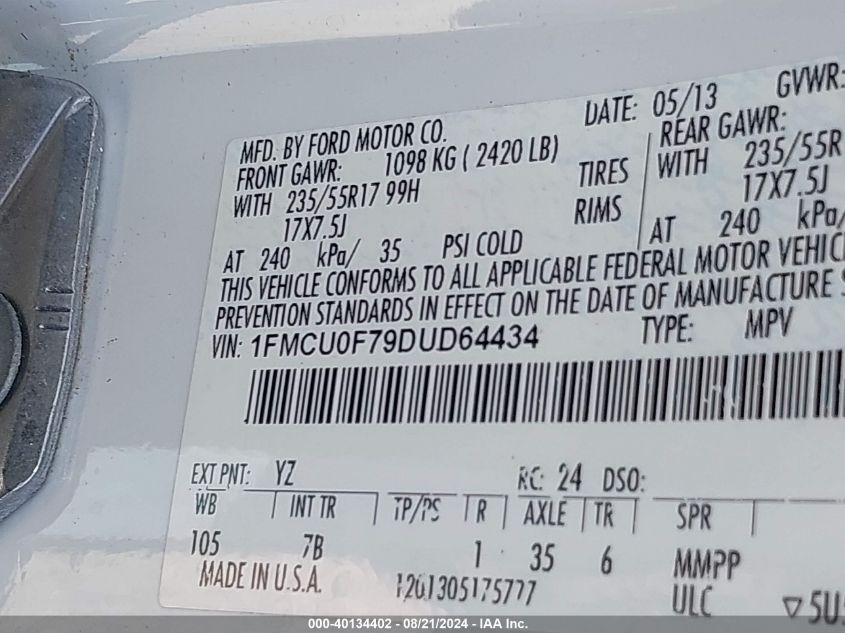 DATE: 05/13 GVWR:
MFD. BY FORD MOTOR CO.
FRONT GAWR: 1098 KG ( 2420 LB) REAR GAWR:
WITH 235/55R17 99H TIRES WITH 235/55R
17X7.5J RIMS 17X7.5J
AT 240 kPa/ 35 PSI COLD AT 240 kPa/
THIS VEHICLE CONFORMS TO ALL APPLICABLE FEDERAL MOTOR VEHIC
PREVENTION STANDARDS IN EFFECT ON THE DATE OF MANUFACTURE S
VIN: 1FMCU0F79DUD64434 TYPE: MPV
EXT PNT: YZ RC: 24 DSO:
WB INT TR TP/PS R AXLE TR SPR
105 7B 1 35 6 MMPP
MADE IN U.S.A. ULC
▽5U
000-40134402 - 08/21/2024 - IAA Inc.